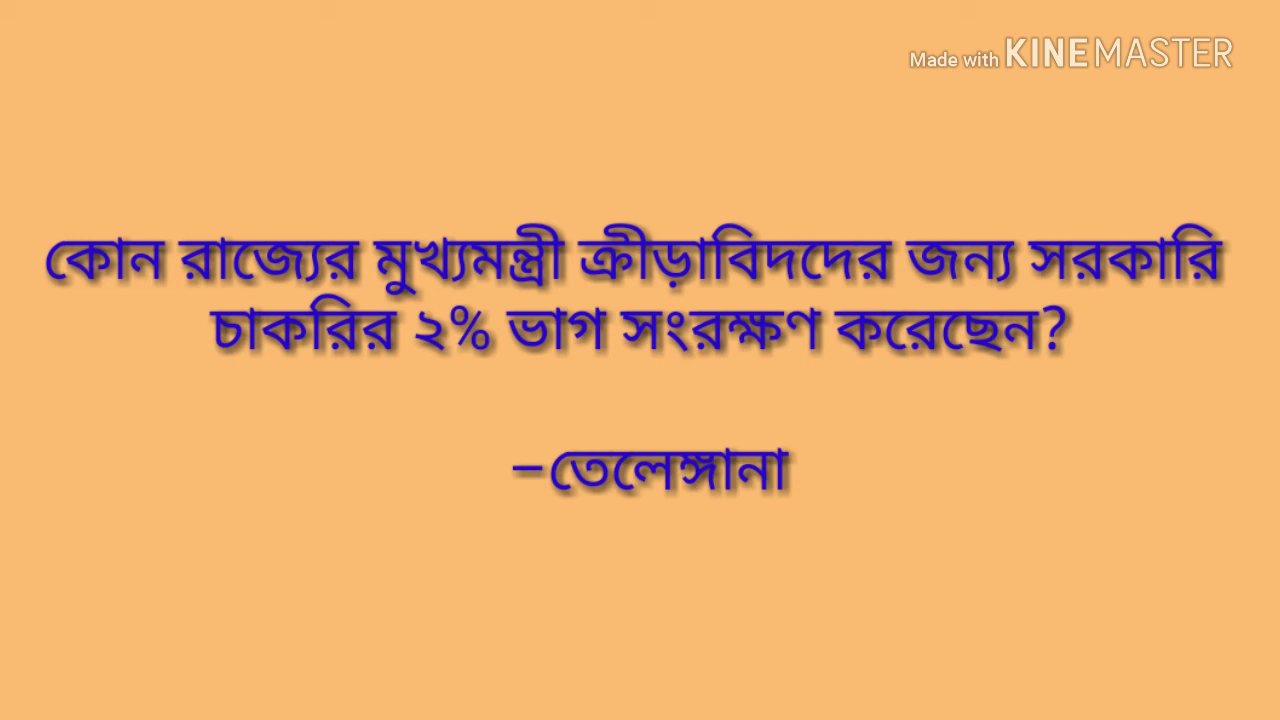 Made with KINEMASTER
কোন রাজ্যের মুখ্যমন্ত্রী ক্রীড়াবিদদের জন্য সরকারি
চাকরির ২% ভাগ সংরক্ষণ করেছেন?
–তেলেঙ্গানা